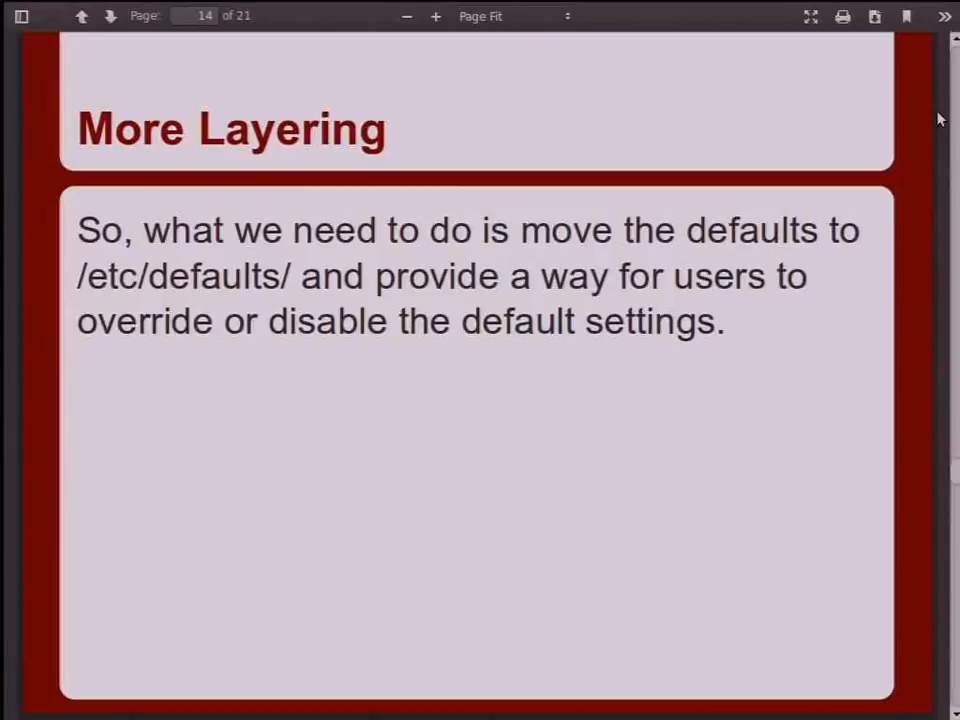 Page: 14 of 21 Page Fit
More Layering
So, what we need to do is move the defaults to
/etc/defaults/ and provide a way for users to
override or disable the default settings.